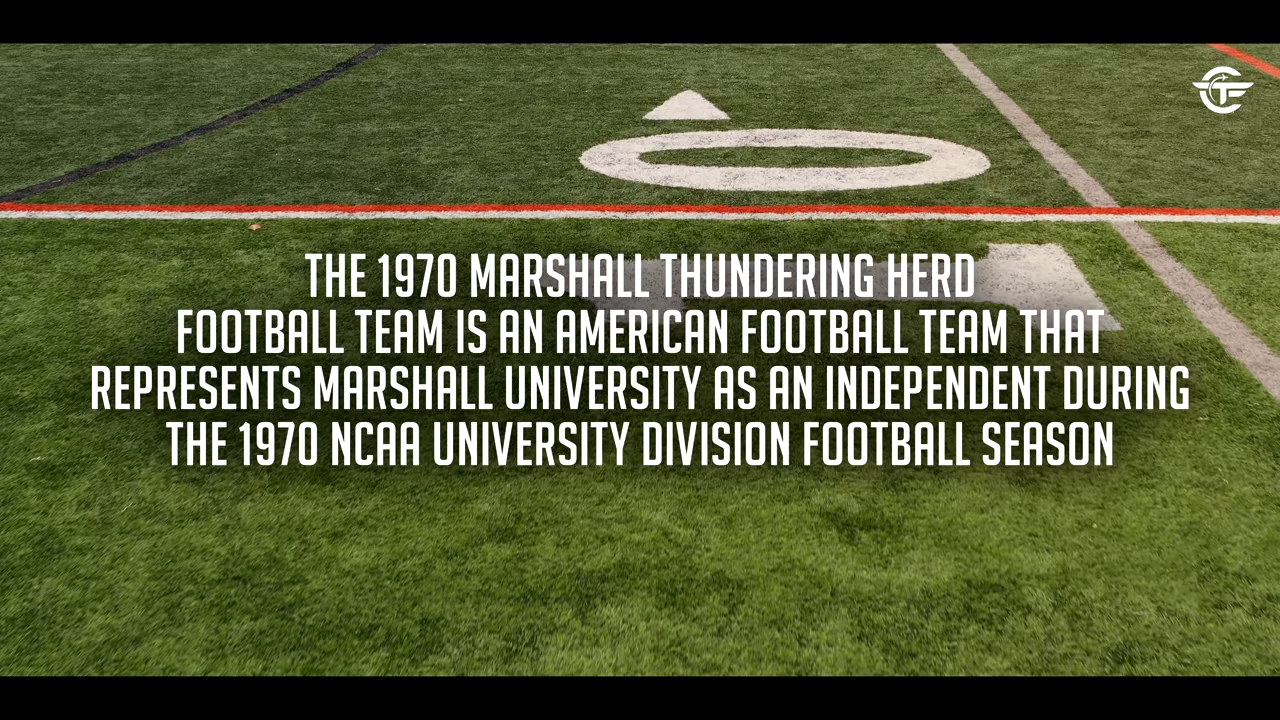 THE 1970 MARSHALL THUNDERING HERD
FOOTBALL TEAM IS AN AMERICAN FOOTBALL TEAM THAT
REPRESENTS MARSHALL UNIVERSITY AS AN INDEPENDENT DURING
THE 1970 NCAA UNIVERSITY DIVISION FOOTBALL SEASON